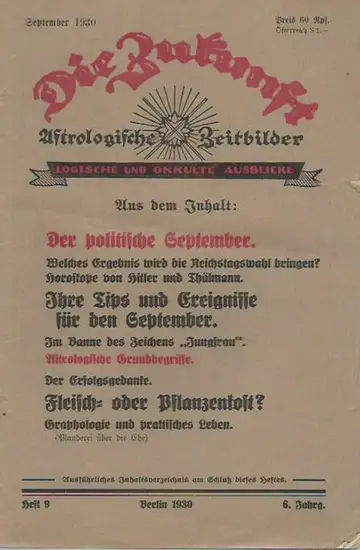 September 1930
Preis 60 Rpf.
Österreich S 1.—
Die Zukunft
Astrologische Zeitbilder
LOGISCHE UND OKKULTE AUSBLICKE
Aus dem Inhalt:
Der politische September.
Welches Ergebnis wird die Reichstagswahl bringen?
Horoskope von Hitler und Thälmann.
Ihre Tips und Ereignisse
für den September.
Im Banne des Zeichens „Jungfrau“.
Astrologische Grundbegriffe.
Der Erfolgsgedanke.
Fleisch- oder Pflanzenkost?
Graphologie und praktisches Leben.
(Plauderei über die Ehe)
Ausführliches Inhaltsverzeichnis am Schluß dieses Heftes.
Heft 9 Berlin 1930 6. Jahrg.